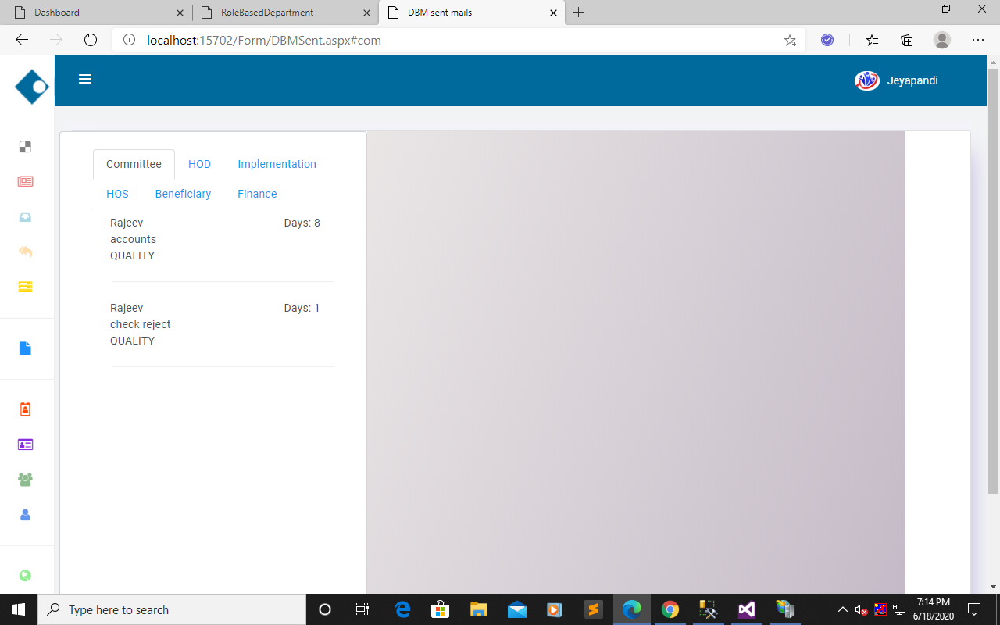 Dashboard
RoleBasedDepartment
DBM sent mails
localhost:15702/Form/DBMSent.aspx#com
Jeyapandi
Committee
HOD
Implementation
HOS
Beneficiary
Finance
Rajeev
Days: 8
accounts
QUALITY
Rajeev
Days: 1
check reject
QUALITY
Type here to search
7:14 PM
6/18/2020